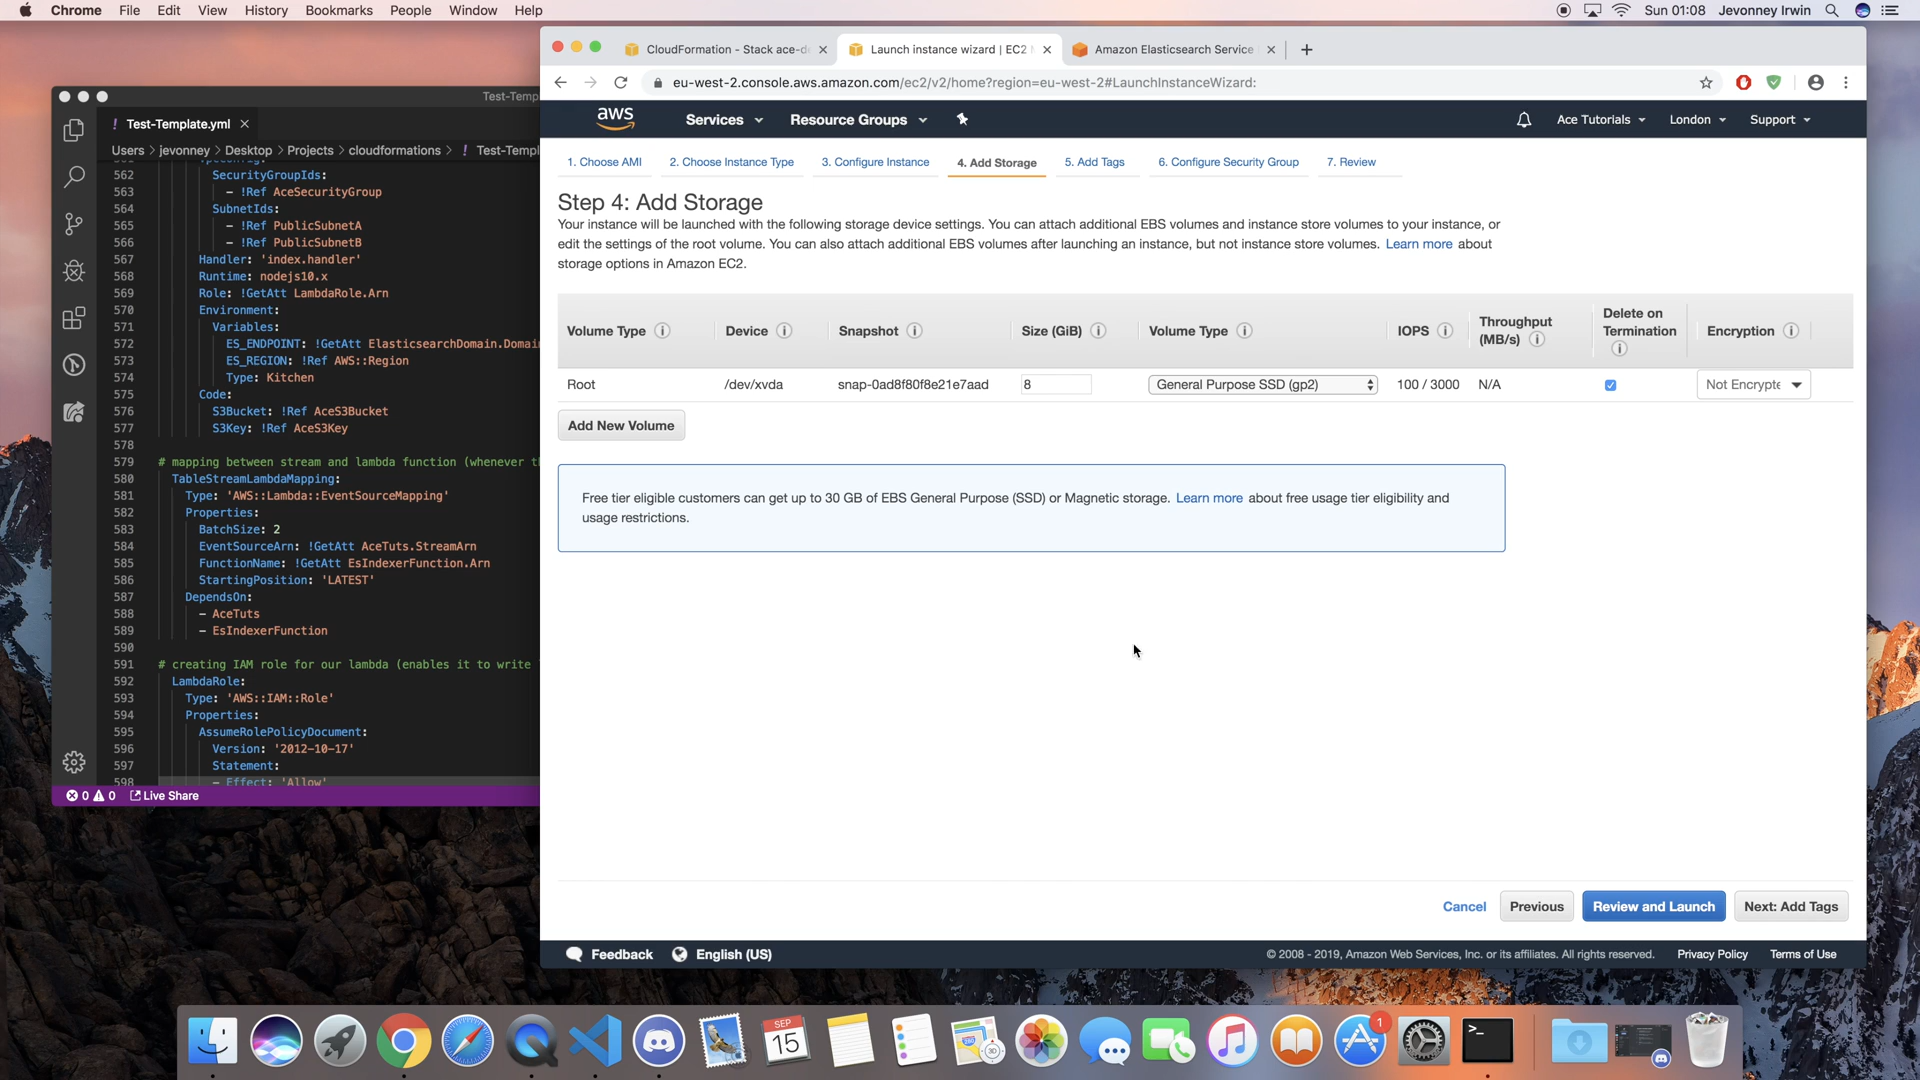 Chrome File Edit View History Bookmarks People Window Help
Sun 01:08 Jevonney Irwin
Test-Temp
! Test-Template.yml
Users > jevonney > Desktop > Projects > cloudformations > ! Test-Templ
562 SecurityGroupIds:
563 - !Ref AceSecurityGroup
564 SubnetIds:
565 - !Ref PublicSubnetA
566 - !Ref PublicSubnetB
567 Handler: 'index.handler'
568 Runtime: nodejs10.x
569 Role: !GetAtt LambdaRole.Arn
570 Environment:
571 Variables:
572 ES_ENDPOINT: !GetAtt ElasticsearchDomain.Domai
573 ES_REGION: !Ref AWS::Region
574 Type: Kitchen
575 Code:
576 S3Bucket: !Ref AceS3Bucket
577 S3Key: !Ref AceS3Key
578
579 # mapping between stream and lambda function (whenever t
580 TableStreamLambdaMapping:
581 Type: 'AWS::Lambda::EventSourceMapping'
582 Properties:
583 BatchSize: 2
584 EventSourceArn: !GetAtt AceTuts.StreamArn
585 FunctionName: !GetAtt EsIndexerFunction.Arn
586 StartingPosition: 'LATEST'
587 DependsOn:
588 - AceTuts
589 - EsIndexerFunction
590
591 # creating IAM role for our lambda (enables it to write
592 LambdaRole:
593 Type: 'AWS::IAM::Role'
594 Properties:
595 AssumeRolePolicyDocument:
596 Version: '2012-10-17'
597 Statement:
598 - Effect: 'Allow'
0 0 Live Share
CloudFormation - Stack ace-d
Launch instance wizard | EC2
Amazon Elasticsearch Service
eu-west-2.console.aws.amazon.com/ec2/v2/home?region=eu-west-2#LaunchInstanceWizard:
aws Services Resource Groups Ace Tutorials London Support
1. Choose AMI 2. Choose Instance Type 3. Configure Instance 4. Add Storage 5. Add Tags 6. Configure Security Group 7. Review
Step 4: Add Storage
Your instance will be launched with the following storage device settings. You can attach additional EBS volumes and instance store volumes to your instance, or
edit the settings of the root volume. You can also attach additional EBS volumes after launching an instance, but not instance store volumes. Learn more about
storage options in Amazon EC2.
Volume Type Device Snapshot Size (GiB) Volume Type IOPS Throughput (MB/s) Delete on Termination Encryption
Root /dev/xvda snap-0ad8f80f8e21e7aad 8 General Purpose SSD (gp2) 100 / 3000 N/A Not Encrypte
Add New Volume
Free tier eligible customers can get up to 30 GB of EBS General Purpose (SSD) or Magnetic storage. Learn more about free usage tier eligibility and
usage restrictions.
Cancel Previous Review and Launch Next: Add Tags
Feedback English (US) © 2008 - 2019, Amazon Web Services, Inc. or its affiliates. All rights reserved. Privacy Policy Terms of Use
SEP
15
1